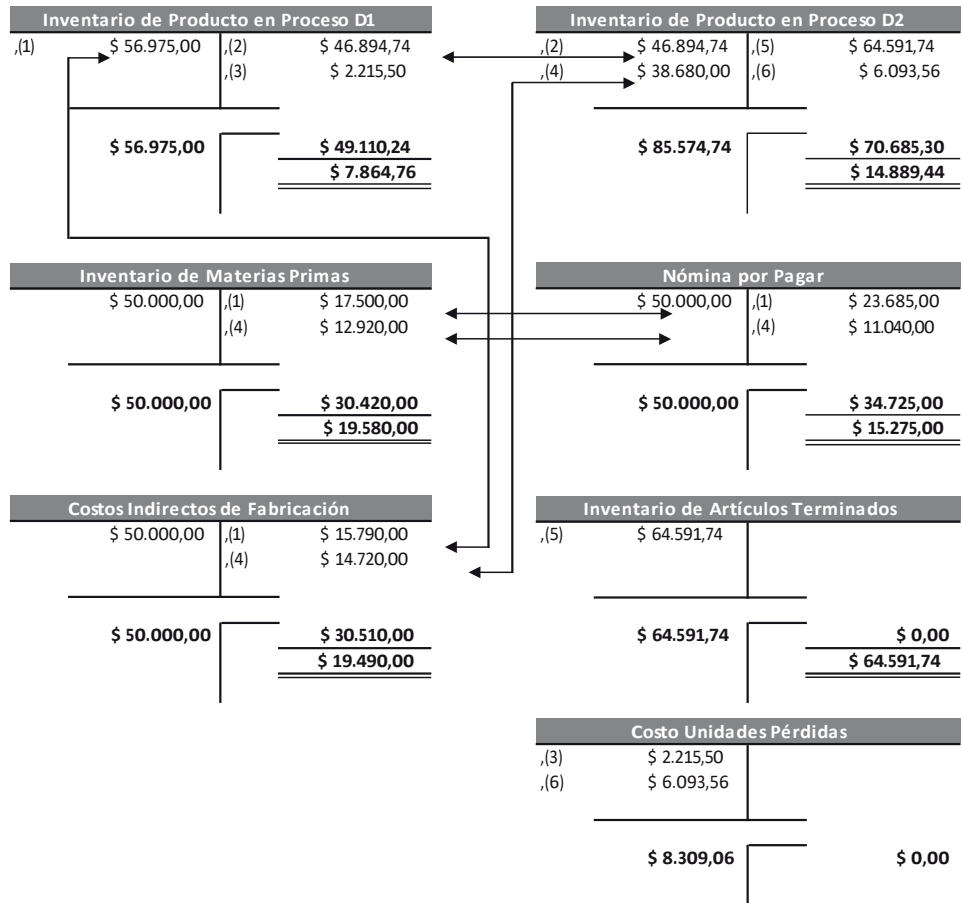 Inventario de Producto en Proceso D1
,(1) $ 56.975,00 ,(2) $ 46.894,74
,(3) $ 2.215,50
$ 56.975,00 $ 49.110,24
$ 7.864,76
Inventario de Producto en Proceso D2
,(2) $ 46.894,74 ,(5) $ 64.591,74
,(4) $ 38.680,00 ,(6) $ 6.093,56
$ 85.574,74 $ 70.685,30
$ 14.889,44
Inventario de Materias Primas
$ 50.000,00 ,(1) $ 17.500,00
,(4) $ 12.920,00
$ 50.000,00 $ 30.420,00
$ 19.580,00
Nómina por Pagar
$ 50.000,00 ,(1) $ 23.685,00
,(4) $ 11.040,00
$ 50.000,00 $ 34.725,00
$ 15.275,00
Costos Indirectos de Fabricación
$ 50.000,00 ,(1) $ 15.790,00
,(4) $ 14.720,00
$ 50.000,00 $ 30.510,00
$ 19.490,00
Inventario de Artículos Terminados
,(5) $ 64.591,74
$ 64.591,74 $ 0,00
$ 64.591,74
Costo Unidades Pérdidas
,(3) $ 2.215,50
,(6) $ 6.093,56
$ 8.309,06 $ 0,00